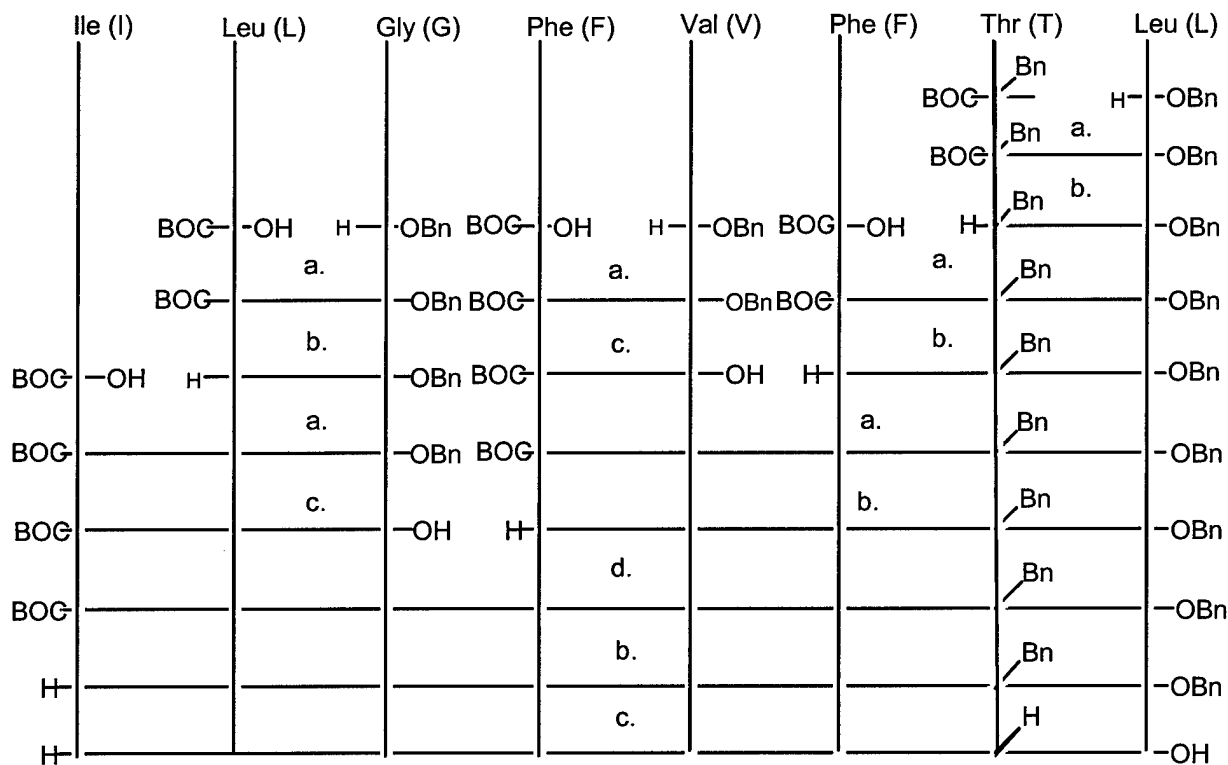 Ile (I) Leu (L) Gly (G) Phe (F) Val (V) Phe (F) Thr (T) Leu (L)
Bn
BOC H OBn
Bn a.
BOC OBn
b.
Bn
BOC OH H OBn BOC OH H OBn BOC OH H OBn
a. a. a.
Bn
BOC OBn BOC OBn BOC OBn
b. c. b.
Bn
BOC OH H OBn BOC OH H OBn
a. a.
Bn
BOC OBn BOC OBn
c. b.
Bn
BOC OH H OBn
d.
Bn
BOC OBn
b.
Bn
H OBn
c.
H
H OH